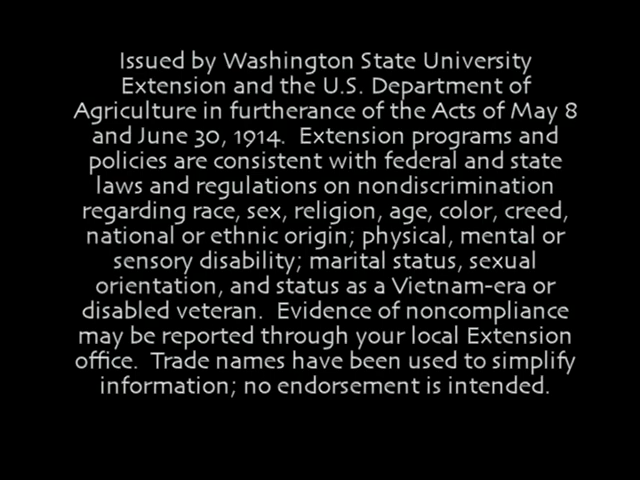 Issued by Washington State University
Extension and the U.S. Department of
Agriculture in furtherance of the Acts of May 8
and June 30, 1914.  Extension programs and
policies are consistent with federal and state
laws and regulations on nondiscrimination
regarding race, sex, religion, age, color, creed,
national or ethnic origin; physical, mental or
sensory disability; marital status, sexual
orientation, and status as a Vietnam-era or
disabled veteran.  Evidence of noncompliance
may be reported through your local Extension
office.  Trade names have been used to simplify
information; no endorsement is intended.